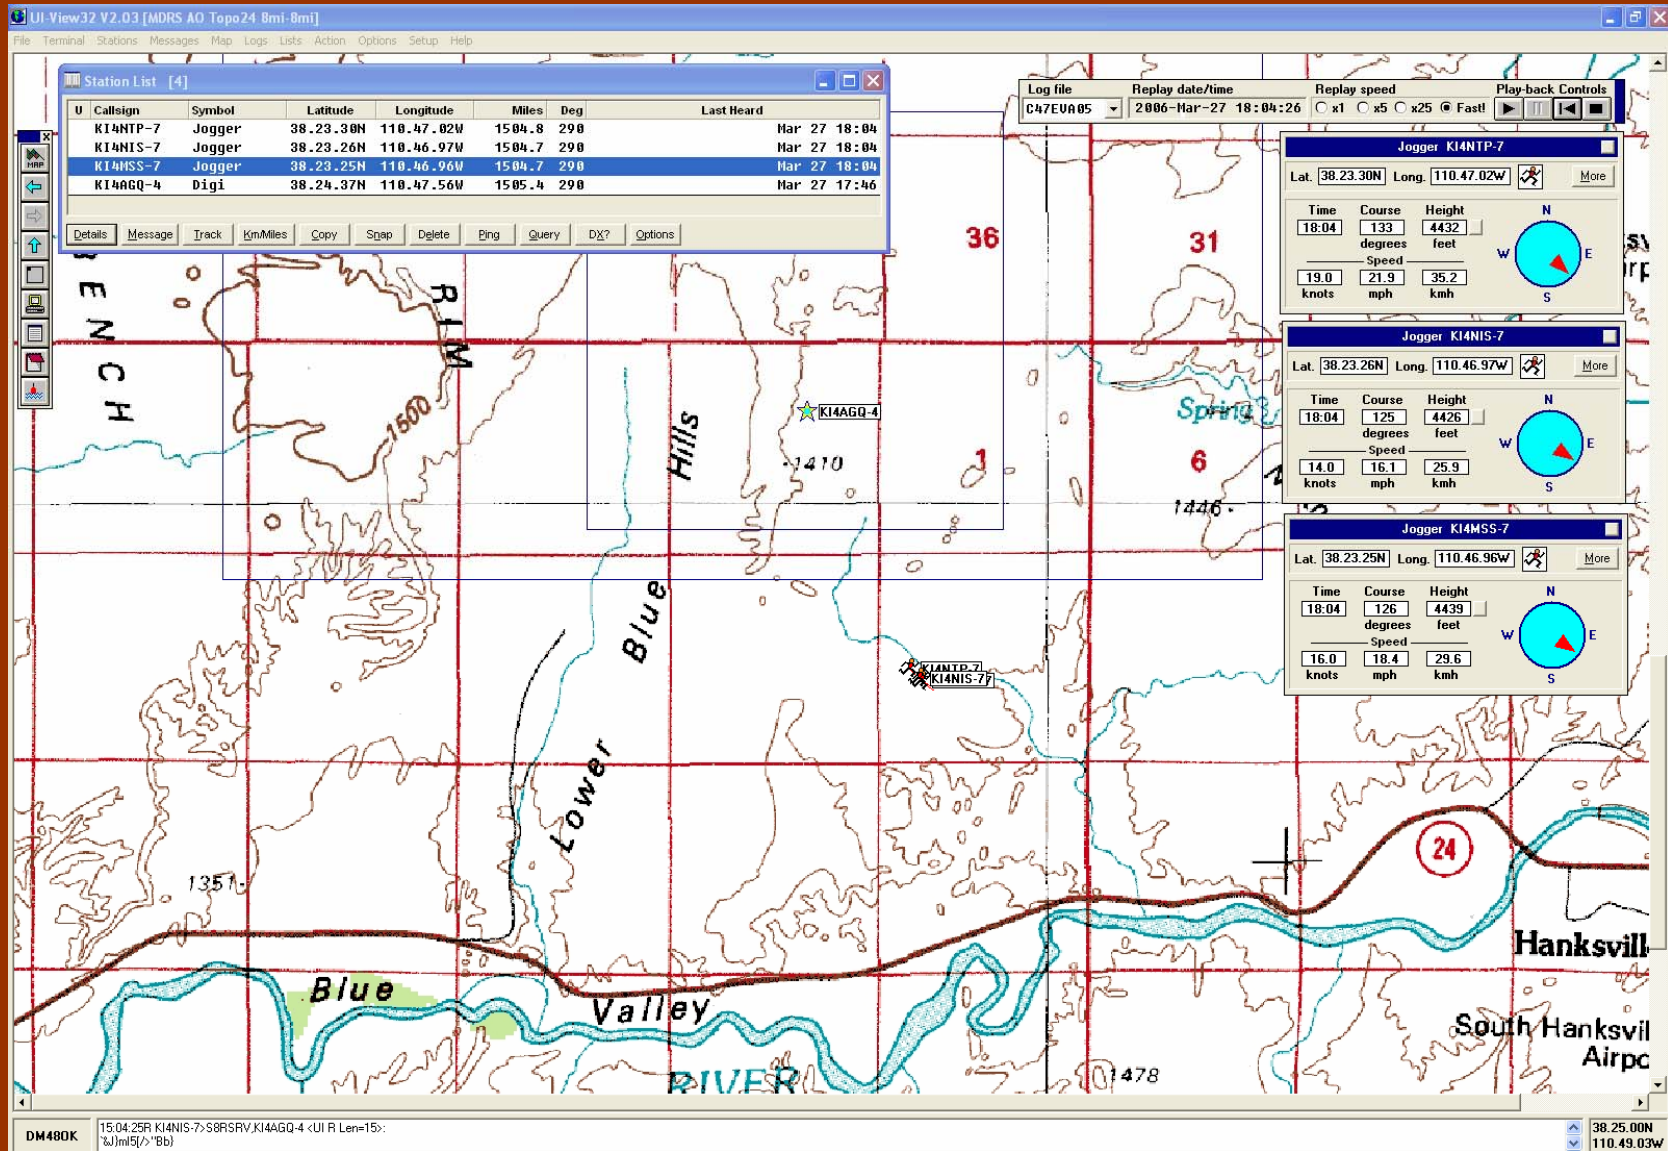 UI-View32 V2.03 [MDRS AO Topo24 8mi-8mi]
File Terminal Stations Messages Map Logs Lists Action Options Setup Help
Station List [4]
U Callsign Symbol Latitude Longitude Miles Deg Last Heard
KI4NTP-7 Jogger 38.23.30N 110.47.02W 1504.8 290 Mar 27 18:04
KI4NIS-7 Jogger 38.23.26N 110.46.97W 1504.7 290 Mar 27 18:04
KI4MSS-7 Jogger 38.23.25N 110.46.96W 1504.7 290 Mar 27 18:04
KI4AGQ-4 Digi 38.24.37N 110.47.56W 1505.4 290 Mar 27 17:46
Details Message Track Km/Miles Copy Snap Delete Ping Query DX? Options
Log file Replay date/time Replay speed Play-back Controls
C47EVA05 2006-Mar-27 18:04:26 x1 x5 x25 Fast!
MAP
Jogger KI4NTP-7
Lat. 38.23.30N Long. 110.47.02W More
Time Course Height
18:04 133 4432
degrees feet
Speed
19.0 21.9 35.2
knots mph kmh
N
W E
S
Jogger KI4NIS-7
Lat. 38.23.26N Long. 110.46.97W More
Time Course Height
18:04 125 4426
degrees feet
Speed
14.0 16.1 25.9
knots mph kmh
N
W E
S
Jogger KI4MSS-7
Lat. 38.23.25N Long. 110.46.96W More
Time Course Height
18:04 126 4439
degrees feet
Speed
16.0 18.4 29.6
knots mph kmh
N
W E
S
36 31
BENCH
RIM
1500
KI4AGQ-4
Spring
Hills
1410
1 6
1446
Blue
KI4NTP-7
KI4NIS-7
Lower
24
1351
Hanksvill
Blue
Valley
South Hanksvil
Airpo
RIVER
1478
DM48OK
15:04:25R KI4NIS-7>S8RSRV,KI4AGQ-4 <UI R Len=15>:
`&J}ml5[/>"Bb}
38.25.00N
110.49.03W